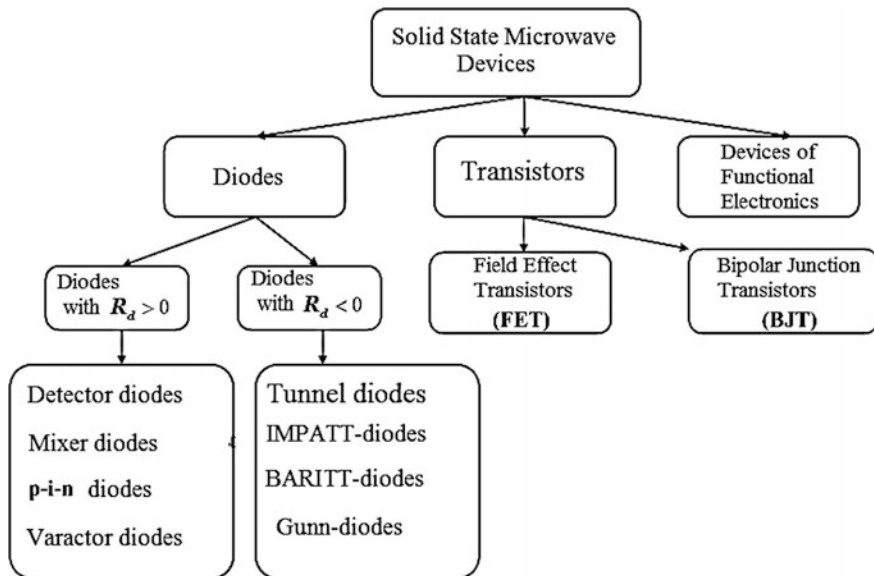 Solid State Microwave
Devices
Diodes
Transistors
Devices of
Functional
Electronics
Diodes
with R_d > 0
Diodes
with R_d < 0
Field Effect
Transistors
(FET)
Bipolar Junction
Transistors
(BJT)
Detector diodes
Mixer diodes
p-i-n diodes
Varactor diodes
Tunnel diodes
IMPATT-diodes
BARITT-diodes
Gunn-diodes